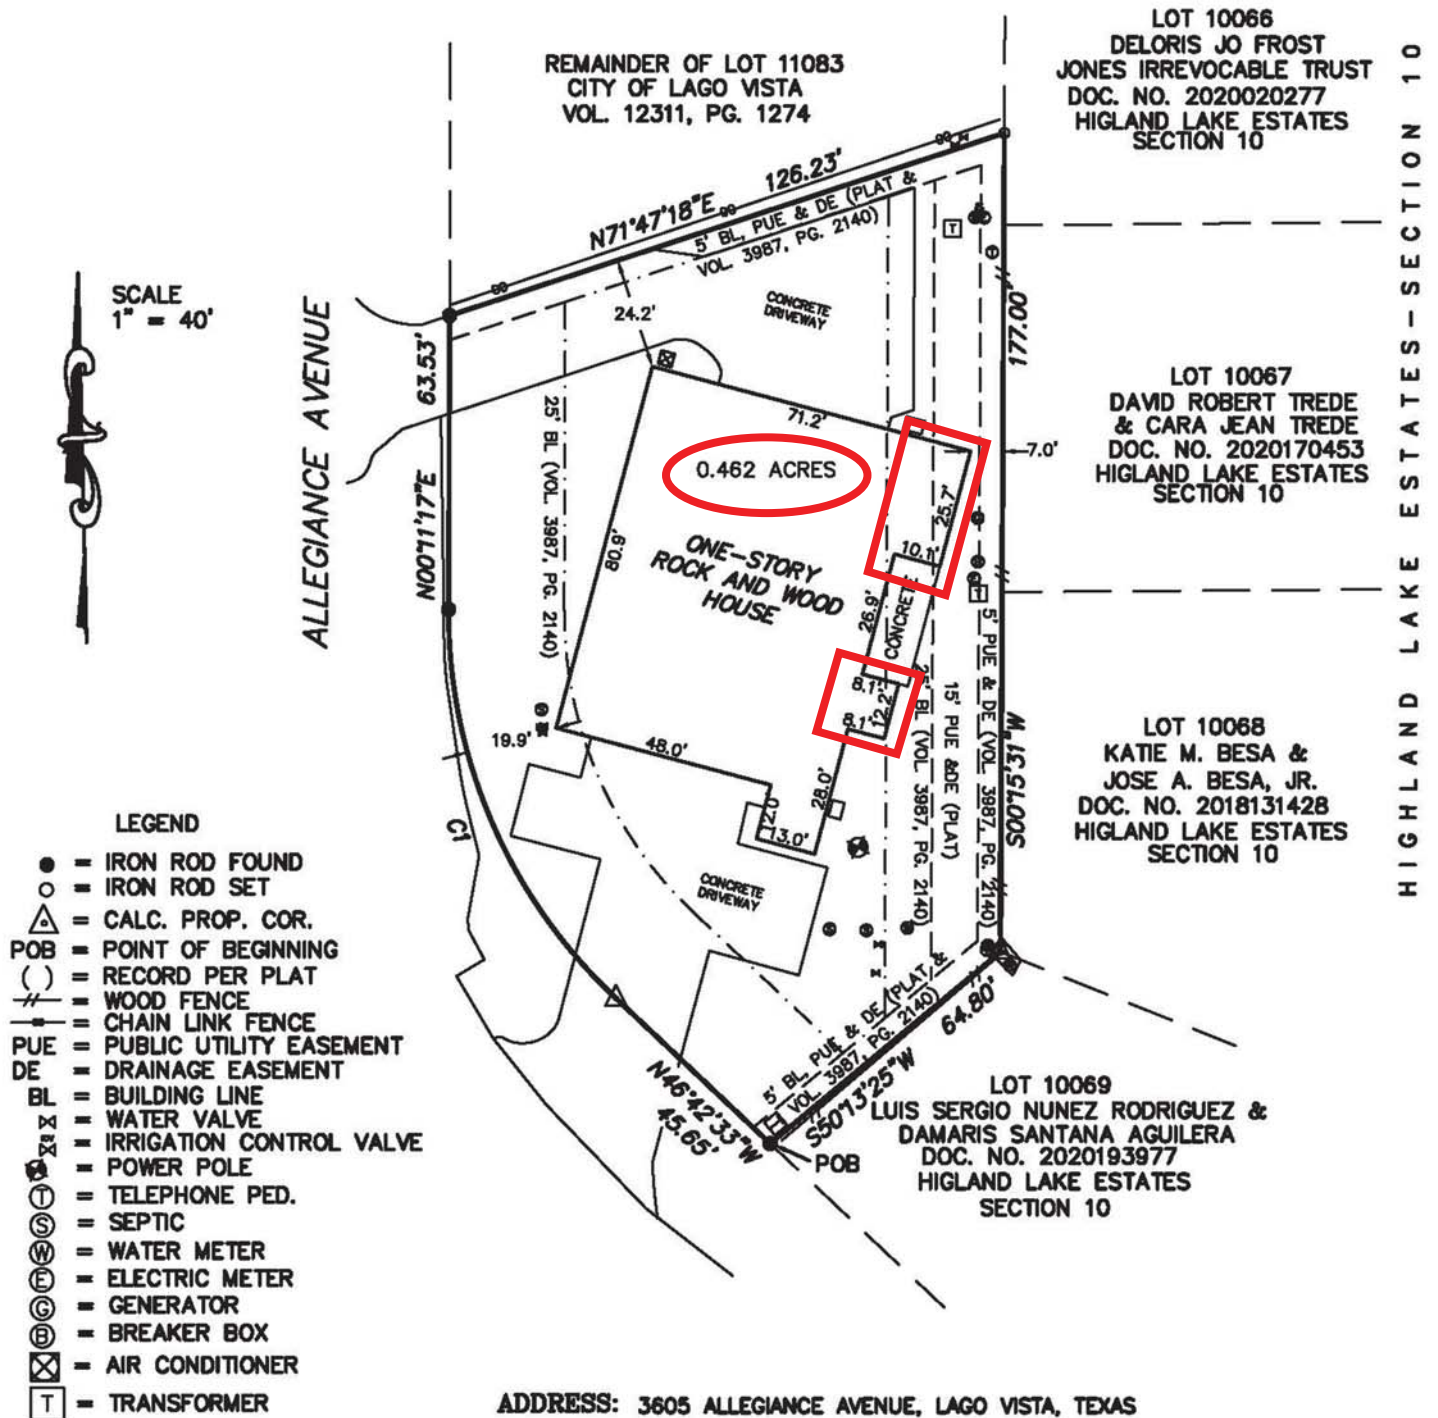 REMAINDER OF LOT 11083
CITY OF LAGO VISTA
VOL. 12311, PG. 1274
LOT 10066
DELORIS JO FROST
JONES IRREVOCABLE TRUST
DOC. NO. 2020020277
HIGLAND LAKE ESTATES
SECTION 10
HIGHLAND LAKE ESTATES-SECTION 10
SCALE
1" = 40'
ALLEGIANCE AVENUE
N71°47'18"E 126.23'
5' BL, PUE & DE (PLAT &
VOL. 3987, PG. 2140)
24.2'
CONCRETE
DRIVEWAY
T
63.53'
N00°11'17"E
177.00'
S00°15'31"W
25' BL (VOL. 3987, PG. 2140)
71.2'
7.0'
0.462 ACRES
25.7'
10.1'
80.9'
ONE-STORY
ROCK AND WOOD
HOUSE
26.9'
CONCRETE
T
8.1'
12.2'
8.1'
25' BL (VOL 3987, PG. 2140)
15' PUE &DE (PLAT)
5' PUE & DE (VOL. 3987, PG. 2140)
LOT 10067
DAVID ROBERT TREDE
& CARA JEAN TREDE
DOC. NO. 2020170453
HIGLAND LAKE ESTATES
SECTION 10
LOT 10068
KATIE M. BESA &
JOSE A. BESA, JR.
DOC. NO. 2018131428
HIGLAND LAKE ESTATES
SECTION 10
19.9'
48.0'
28.0'
13.0'
C1
CONCRETE
DRIVEWAY
5' BL, PUE & DE (PLAT &
VOL. 3987, PG. 2140)
64.80'
S50°13'25"W
N46°42'33"W
45.65'
POB
LOT 10069
LUIS SERGIO NUNEZ RODRIGUEZ &
DAMARIS SANTANA AGUILERA
DOC. NO. 2020193977
HIGLAND LAKE ESTATES
SECTION 10
LEGEND
= IRON ROD FOUND
= IRON ROD SET
= CALC. PROP. COR.
POB = POINT OF BEGINNING
( ) = RECORD PER PLAT
= WOOD FENCE
= CHAIN LINK FENCE
PUE = PUBLIC UTILITY EASEMENT
DE = DRAINAGE EASEMENT
BL = BUILDING LINE
= WATER VALVE
= IRRIGATION CONTROL VALVE
= POWER POLE
T = TELEPHONE PED.
S = SEPTIC
W = WATER METER
E = ELECTRIC METER
G = GENERATOR
B = BREAKER BOX
= AIR CONDITIONER
T = TRANSFORMER
ADDRESS: 3605 ALLEGIANCE AVENUE, LAGO VISTA, TEXAS